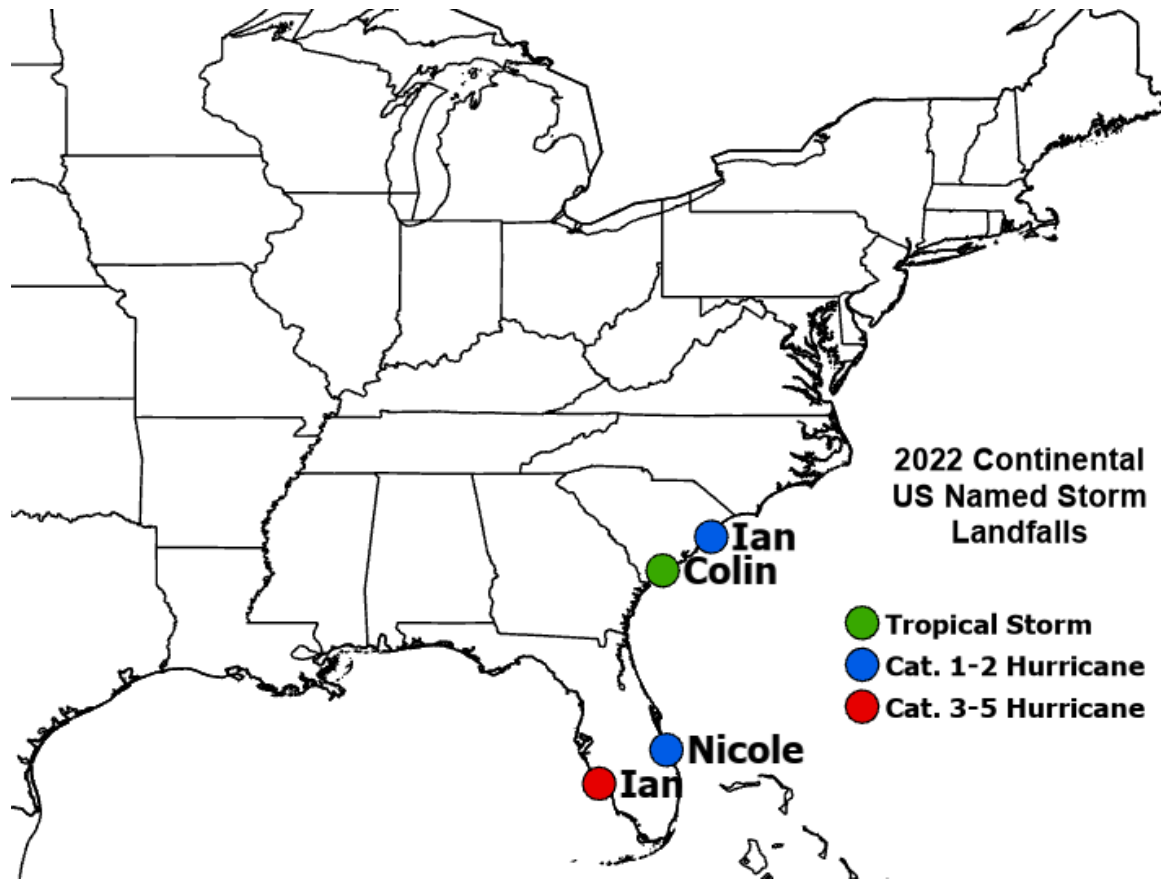 2022 Continental
US Named Storm
Landfalls
Ian
Colin
Tropical Storm
Cat. 1-2 Hurricane
Cat. 3-5 Hurricane
Nicole
Ian